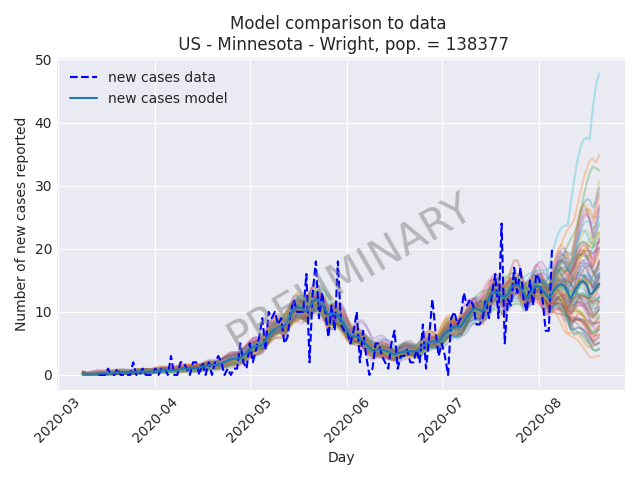 Model comparison to data
US - Minnesota - Wright, pop. = 138377
50
new cases data
new cases model
40
30
20
10
0
Number of new cases reported
PRELIMINARY
2020-03
2020-04
2020-05
2020-06
2020-07
2020-08
Day